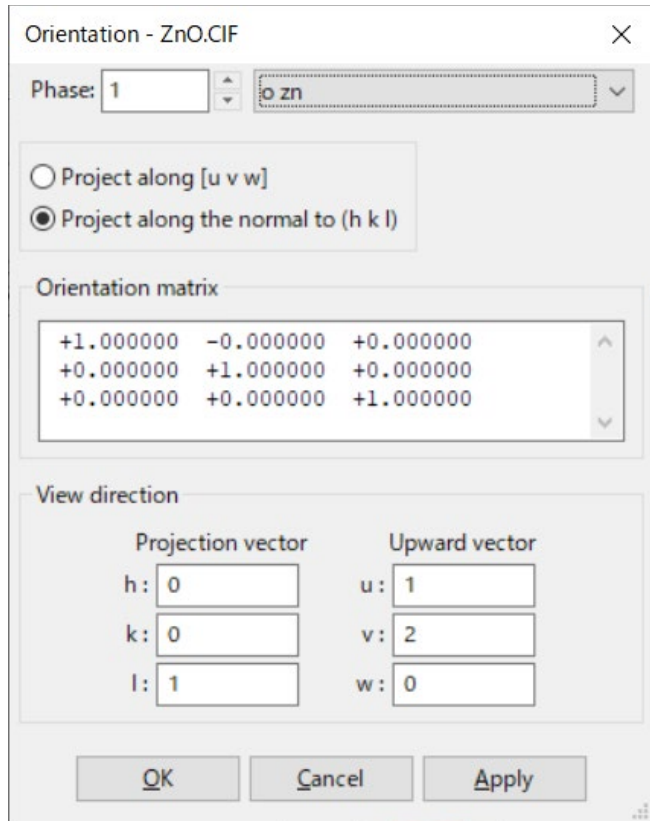 Orientation - ZnO.CIF
Phase: 1 o zn
Project along [u v w]
Project along the normal to (h k l)
Orientation matrix
+1.000000 -0.000000 +0.000000
+0.000000 +1.000000 +0.000000
+0.000000 +0.000000 +1.000000
View direction
Projection vector Upward vector
h: 0 u: 1
k: 0 v: 2
l: 1 w: 0
OK Cancel Apply